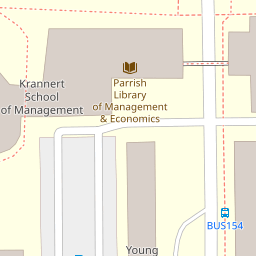 Krannert
School
of Management
Parrish
Library
of Management
& Economics
BUS154
Young